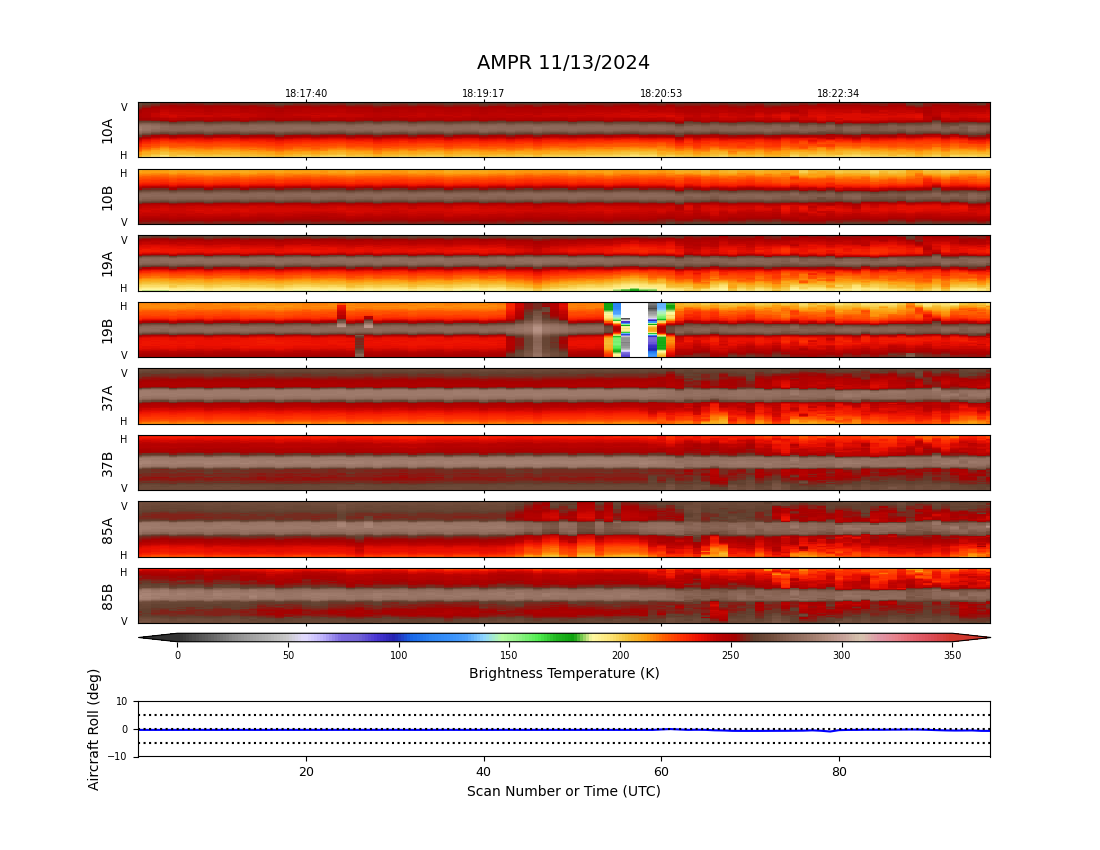 AMPR 11/13/2024
18:17:40 18:19:17 18:20:53 18:22:34
V
10A
H
H
10B
V
V
19A
H
H
19B
V
V
37A
H
H
37B
V
V
85A
H
H
85B
V
0 50 100 150 200 250 300 350
Brightness Temperature (K)
Aircraft Roll (deg)
10
0
−10
20 40 60 80
Scan Number or Time (UTC)